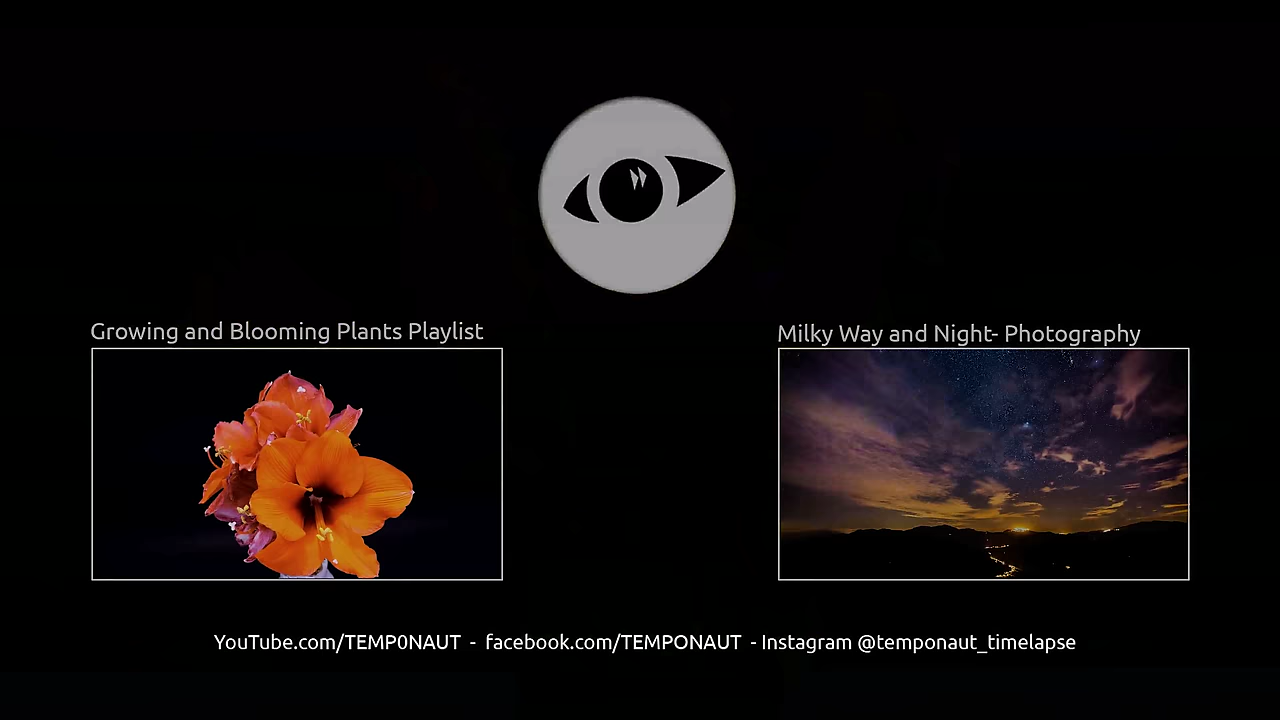 Growing and Blooming Plants Playlist
Milky Way and Night- Photography
YouTube.com/TEMP0NAUT - facebook.com/TEMPONAUT - Instagram @temponaut_timelapse